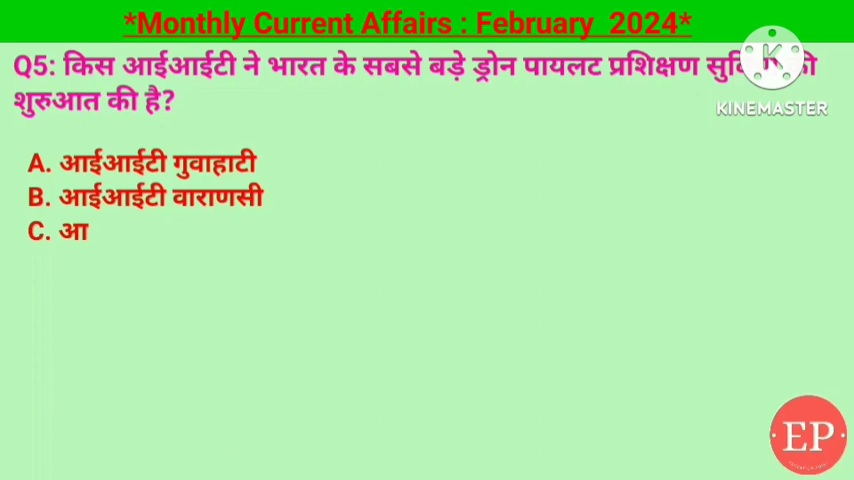 *Monthly Current Affairs : February 2024*
Q5: किस आईआईटी ने भारत के सबसे बड़े ड्रोन पायलट प्रशिक्षण
शुरुआत की है?
KINEMASTER
A. आईआईटी गुवाहाटी
B. आईआईटी वाराणसी
C. आ
EP